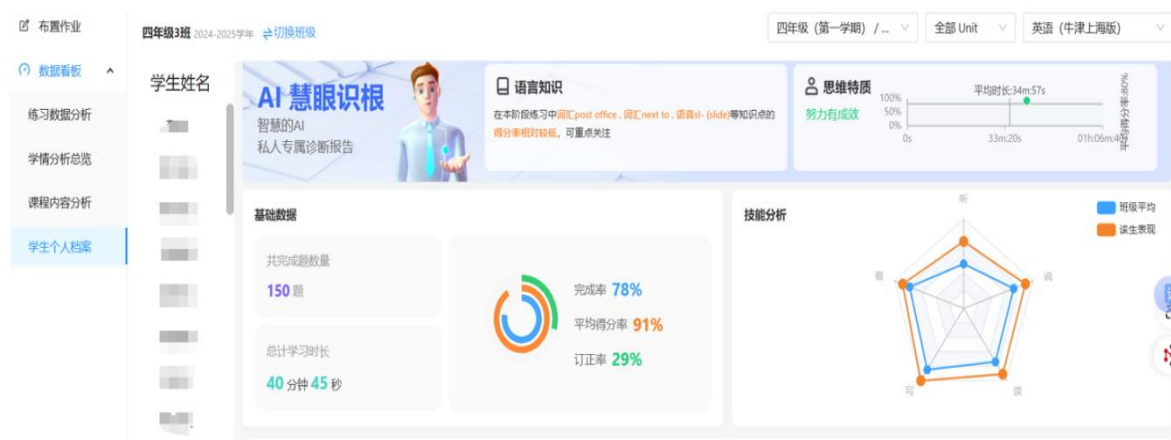 布置作业
四年级3班 2024-2025学年 切换班级
四年级（第一学期）/ ...
全部 Unit
英语（牛津上海版）
数据看板
练习数据分析
学情分析总览
课程内容分析
学生个人档案
学生姓名
AI 慧眼识根
智慧的AI
私人专属诊断报告
语言知识
在本阶段练习中词汇post office，词汇next to，语音sl- (slide)等知识点的
得分率相对较低，可重点关注
思维特质
努力有成效
平均时长:34m:57s
100%
50%
0%
0s
33m:20s
01h:06m:40s
平均得分率:80%
基础数据
共完成题数量
150 题
总计学习时长
40 分钟 45 秒
完成率 78%
平均得分率 91%
订正率 29%
技能分析
班级平均
该生表现
听
说
读
写
看